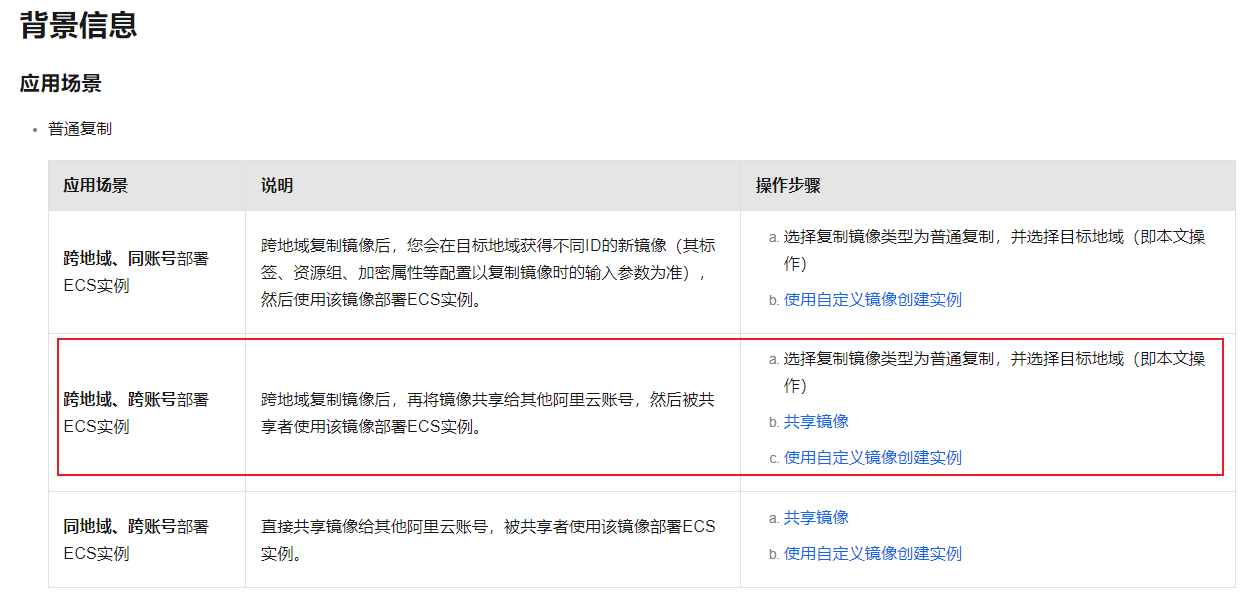 背景信息
应用场景
普通复制
应用场景
说明
操作步骤
跨地域、同账号部署
ECS实例
跨地域复制镜像后，您会在目标地域获得不同ID的新镜像（其标
签、资源组、加密属性等配置以复制镜像时的输入参数为准），
然后使用该镜像部署ECS实例。
a. 选择复制镜像类型为普通复制，并选择目标地域（即本文操
作）
b. 使用自定义镜像创建实例
跨地域、跨账号部署
ECS实例
跨地域复制镜像后，再将镜像共享给其他阿里云账号，然后被共
享者使用该镜像部署ECS实例。
a. 选择复制镜像类型为普通复制，并选择目标地域（即本文操
作）
b. 共享镜像
c. 使用自定义镜像创建实例
同地域、跨账号部署
ECS实例
直接共享镜像给其他阿里云账号，被共享者使用该镜像部署ECS
实例。
a. 共享镜像
b. 使用自定义镜像创建实例